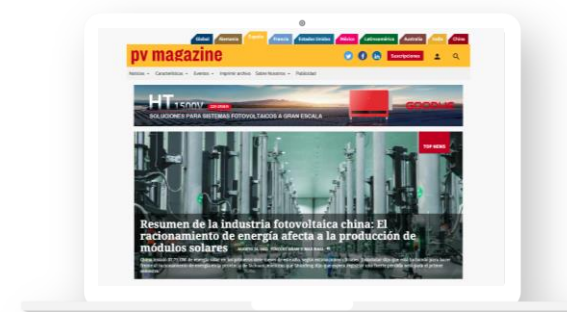 Global Alemania España Francia Estados Unidos México Latinoamérica Australia India China
pv magazine
Suscripciones
Noticias Características Eventos Imprimir archivo Sobre Nosotros Publicidad
HT 1500V
GOODWE
SOLUCIONES PARA SISTEMAS FOTOVOLTAICOS A GRAN ESCALA
TOP NEWS
Resumen de la industria fotovoltaica china: El
racionamiento de energía afecta a la producción de
módulos solares